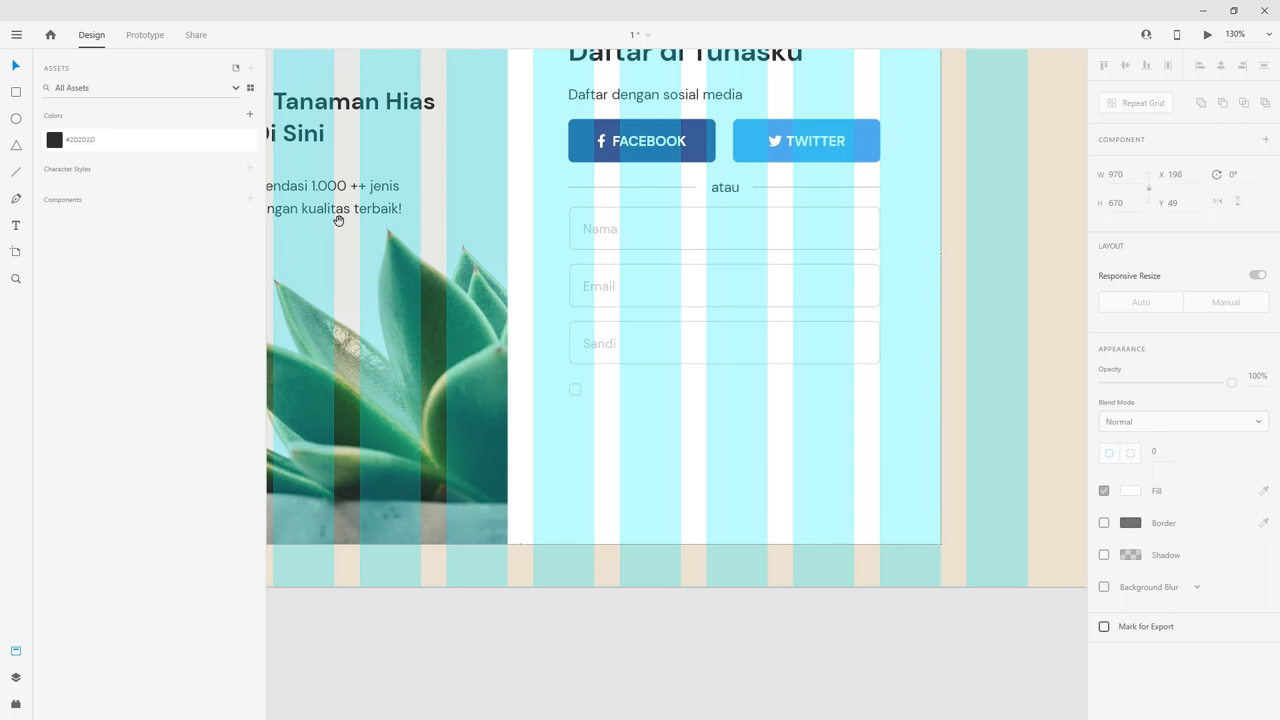 Design
Prototype
Share
1 *
130%
ASSETS
All Assets
Colors
#2D2D2D
Character Styles
Components
Tanaman Hias
Di Sini
endasi 1.000 ++ jenis
ngan kualitas terbaik!
Daftar di Tunasku
Daftar dengan sosial media
FACEBOOK
TWITTER
atau
Nama
Email
Sandi
Repeat Grid
COMPONENT
W 970 X 198 0°
H 670 Y 49
LAYOUT
Responsive Resize
Auto
Manual
APPEARANCE
Opacity
100%
Blend Mode
Normal
0
Fill
Border
Shadow
Background Blur
Mark for Export